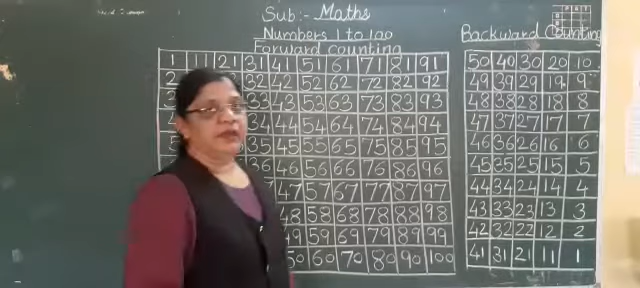 Sub:- Maths
Numbers 1 to 100
Forward counting
1 11 21 31 41 51 61 71 81 91
2 32 42 52 62 72 82 92
3 33 43 53 63 73 83 93
4 34 44 54 64 74 84 94
5 35 45 55 65 75 85 95
36 46 56 66 76 86 96
47 57 67 77 87 97
48 58 68 78 88 98
49 59 69 79 89 99
50 60 70 80 90 100
Backward Counting
50 40 30 20 10
49 39 29 19 9
48 38 28 18 8
47 37 27 17 7
46 36 26 16 6
45 35 25 15 5
44 34 24 14 4
43 33 23 13 3
42 32 22 12 2
41 31 21 11 1